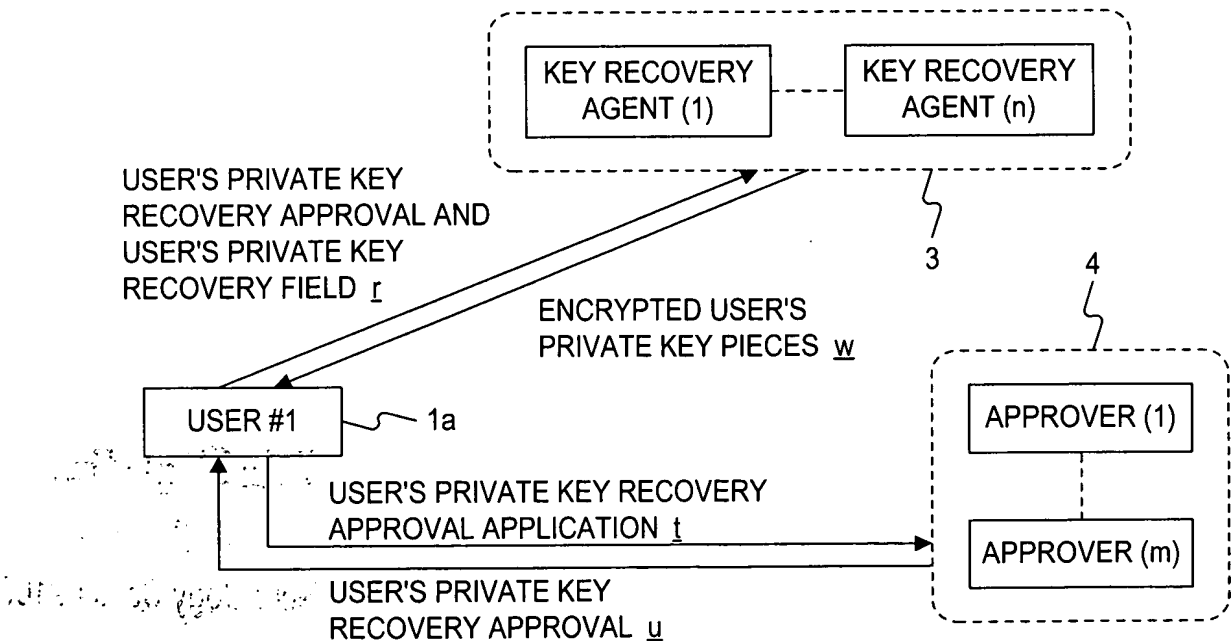 KEY RECOVERY
AGENT (1)
KEY RECOVERY
AGENT (n)
USER'S PRIVATE KEY
RECOVERY APPROVAL AND
USER'S PRIVATE KEY
RECOVERY FIELD r
3
4
ENCRYPTED USER'S
PRIVATE KEY PIECES w
USER #1
1a
APPROVER (1)
USER'S PRIVATE KEY RECOVERY
APPROVAL APPLICATION t
APPROVER (m)
USER'S PRIVATE KEY
RECOVERY APPROVAL u